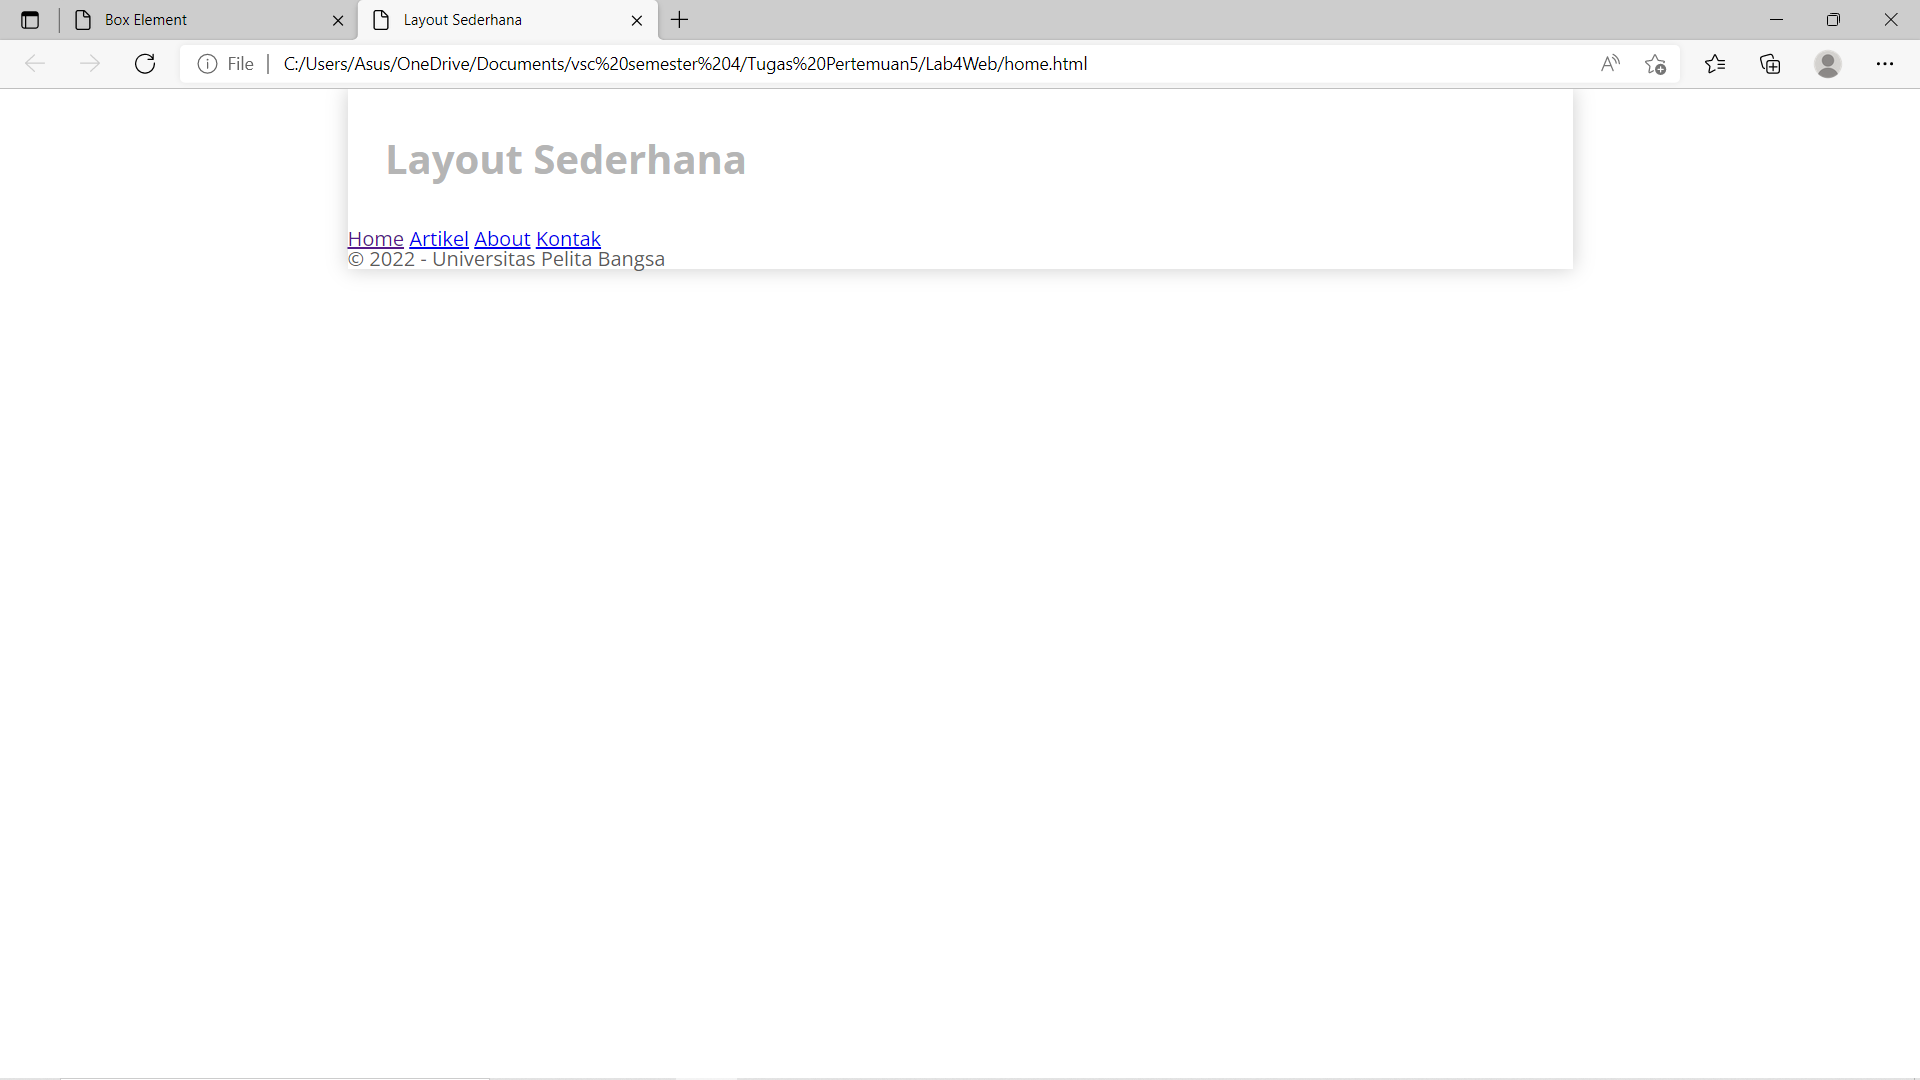 Box Element
Layout Sederhana
File
C:/Users/Asus/OneDrive/Documents/vsc%20semester%204/Tugas%20Pertemuan5/Lab4Web/home.html
Layout Sederhana
Home Artikel About Kontak
© 2022 - Universitas Pelita Bangsa